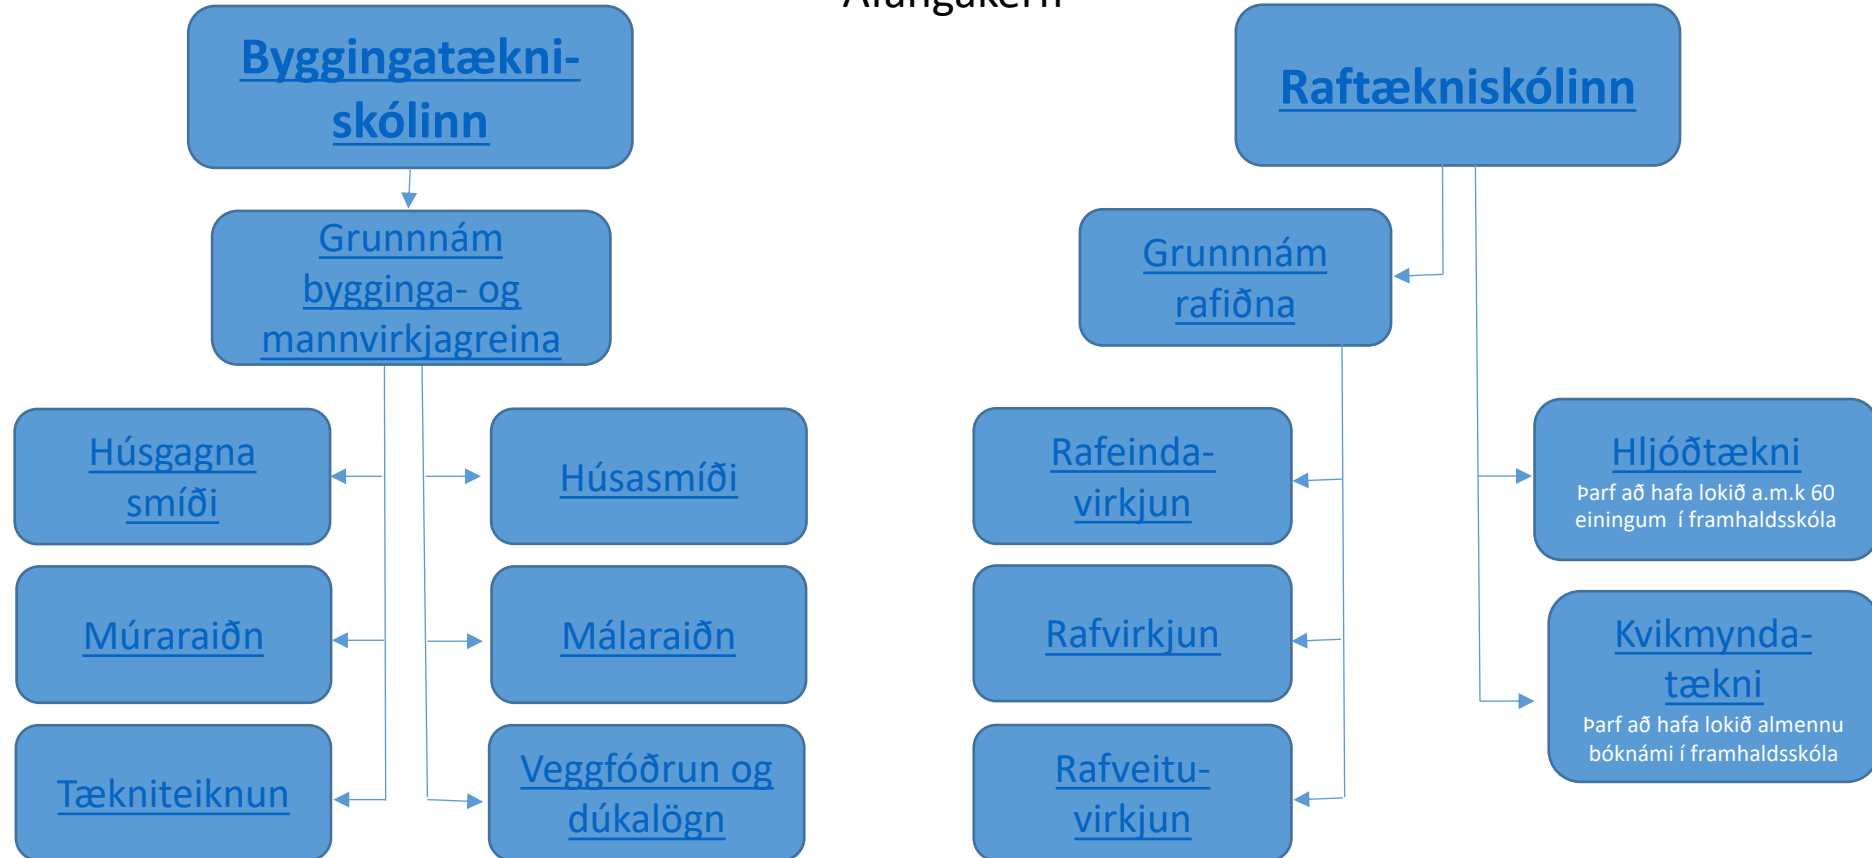 Áfangakerfi
Byggingatækni-
skólinn
Grunnnám
bygginga- og
mannvirkjagreina
Húsgagna
smíði
Húsasmíði
Múraraiðn
Málaraiðn
Tækniteiknun
Veggfóðrun og
dúkalögn
Raftækniskólinn
Grunnnám
rafiðna
Rafeinda-
virkjun
Rafvirkjun
Rafveitu-
virkjun
Hljóðtækni
Þarf að hafa lokið a.m.k 60
einingum í framhaldsskóla
Kvikmynda-
tækni
Þarf að hafa lokið almennu
bóknámi í framhaldsskóla